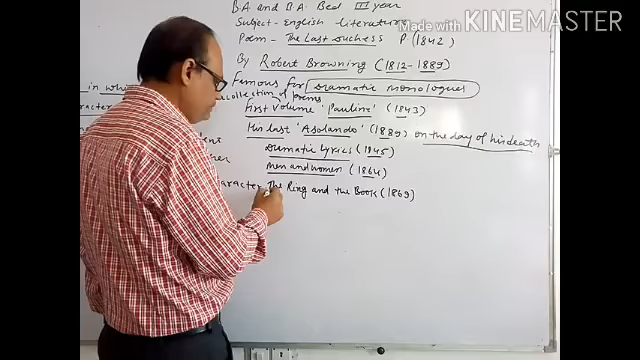 B.A and B.A. Bed III year
Subject- English literature
Poem- The Last Duchess P. (1842)
By Robert Browning (1812-1889)
Famous for Dramatic monologues
collection of poems
First Volume 'Pauline' (1843)
His last 'Asolando' (1889) on the day of his death
Dramatic Lyrics (1845)
Men and women (1864)
The Ring and the Book (1869)
in
Made with KINEMASTER